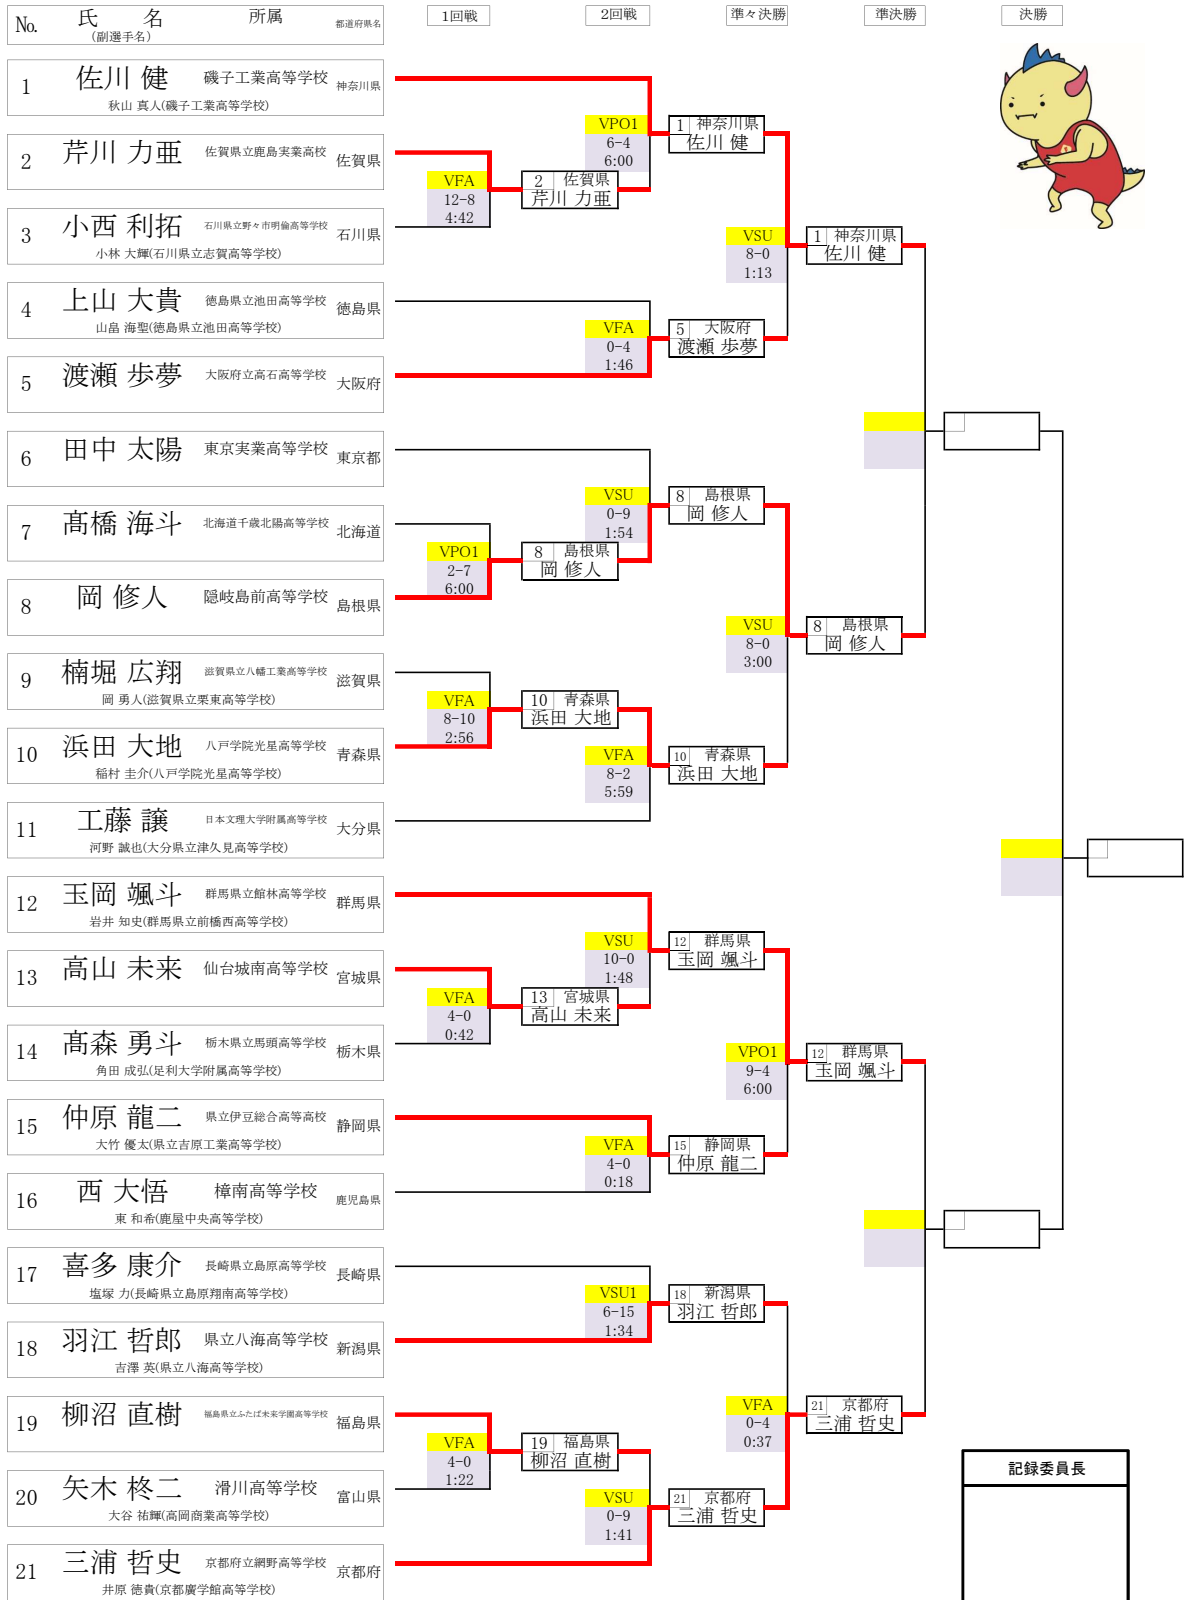 No. 氏 名 所属 都道府県名
(副選手名)
1回戦 2回戦 準々決勝 準決勝 決勝
1 佐川 健 磯子工業高等学校 神奈川県
秋山 真人(磯子工業高等学校)
2 芹川 力亜 佐賀県立鹿島実業高校 佐賀県
3 小西 利拓 石川県立野々市明倫高等学校 石川県
小林 大輝(石川県立志賀高等学校)
4 上山 大貴 徳島県立池田高等学校 徳島県
山畠 海聖(徳島県立池田高等学校)
5 渡瀬 歩夢 大阪府立高石高等学校 大阪府
6 田中 太陽 東京実業高等学校 東京都
7 髙橋 海斗 北海道千歳北陽高等学校 北海道
8 岡 修人 隠岐島前高等学校 島根県
9 楠堀 広翔 滋賀県立八幡工業高等学校 滋賀県
岡 勇人(滋賀県立栗東高等学校)
10 浜田 大地 八戸学院光星高等学校 青森県
稲村 圭介(八戸学院光星高等学校)
11 工藤 譲 日本文理大学附属高等学校 大分県
河野 誠也(大分県立津久見高等学校)
12 玉岡 颯斗 群馬県立館林高等学校 群馬県
岩井 知史(群馬県立前橋西高等学校)
13 高山 未来 仙台城南高等学校 宮城県
14 髙森 勇斗 栃木県立馬頭高等学校 栃木県
角田 成弘(足利大学附属高等学校)
15 仲原 龍二 県立伊豆総合高等高校 静岡県
大竹 優太(県立吉原工業高等学校)
16 西 大悟 樟南高等学校 鹿児島県
東 和希(鹿屋中央高等学校)
17 喜多 康介 長崎県立島原高等学校 長崎県
塩塚 力(長崎県立島原翔南高等学校)
18 羽江 哲郎 県立八海高等学校 新潟県
吉澤 英(県立八海高等学校)
19 柳沼 直樹 福島県立ふたば未来学園高等学校 福島県
20 矢木 柊二 滑川高等学校 富山県
大谷 祐輝(高岡商業高等学校)
21 三浦 哲史 京都府立網野高等学校 京都府
井原 徳貴(京都廣学館高等学校)
VFA
12-8
4:42
VPO1
2-7
6:00
VFA
8-10
2:56
VFA
4-0
0:42
VFA
4-0
1:22
2 佐賀県
芹川 力亜
8 島根県
岡 修人
10 青森県
浜田 大地
13 宮城県
高山 未来
19 福島県
柳沼 直樹
VPO1
6-4
6:00
VFA
0-4
1:46
VSU
0-9
1:54
VFA
8-2
5:59
VSU
10-0
1:48
VFA
4-0
0:18
VSU1
6-15
1:34
VSU
0-9
1:41
1 神奈川県
佐川 健
5 大阪府
渡瀬 歩夢
8 島根県
岡 修人
10 青森県
浜田 大地
12 群馬県
玉岡 颯斗
15 静岡県
仲原 龍二
18 新潟県
羽江 哲郎
21 京都府
三浦 哲史
VSU
8-0
1:13
VSU
8-0
3:00
VPO1
9-4
6:00
VFA
0-4
0:37
1 神奈川県
佐川 健
8 島根県
岡 修人
12 群馬県
玉岡 颯斗
21 京都府
三浦 哲史
記録委員長